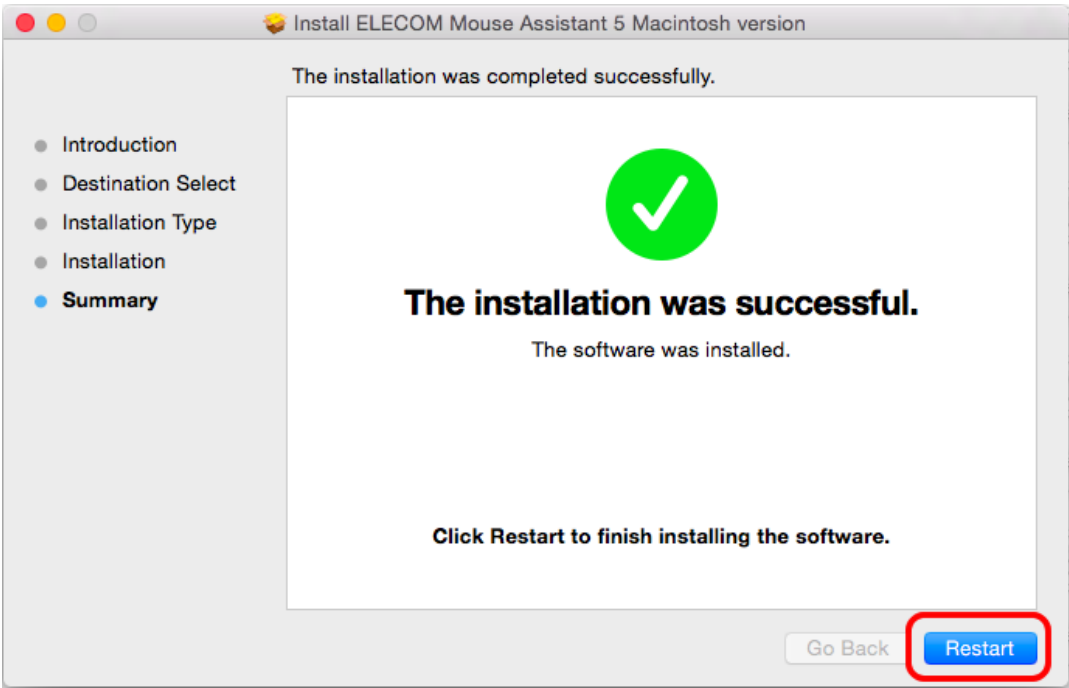 Install ELECOM Mouse Assistant 5 Macintosh version
The installation was completed successfully.
Introduction
Destination Select
Installation Type
Installation
Summary
The installation was successful.
The software was installed.
Click Restart to finish installing the software.
Go Back
Restart